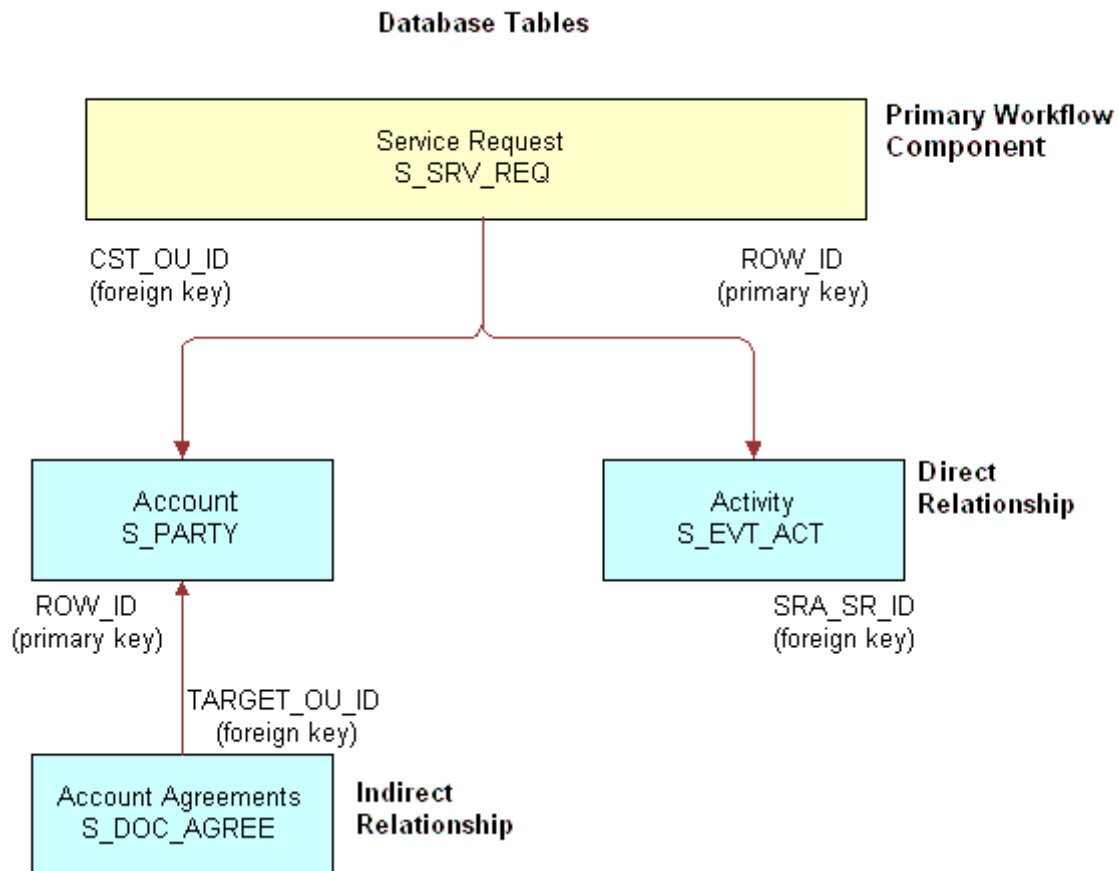 Database Tables
Service Request
S_SRV_REQ
Primary Workflow
Component
CST_OU_ID
(foreign key)
ROW_ID
(primary key)
Account
S_PARTY
Activity
S_EVT_ACT
Direct
Relationship
ROW_ID
(primary key)
SRA_SR_ID
(foreign key)
TARGET_OU_ID
(foreign key)
Account Agreements
S_DOC_AGREE
Indirect
Relationship